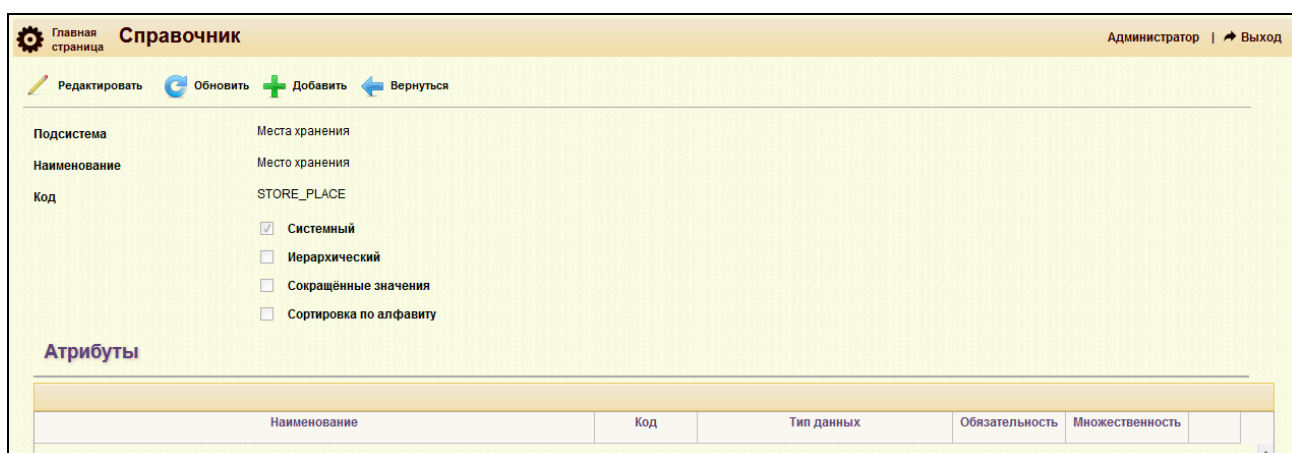 Главная страница Справочник Администратор | Выход
Редактировать Обновить Добавить Вернуться
Подсистема Места хранения
Наименование Место хранения
Код STORE_PLACE
Системный
Иерархический
Сокращённые значения
Сортировка по алфавиту
Атрибуты
Наименование Код Тип данных Обязательность Множественность